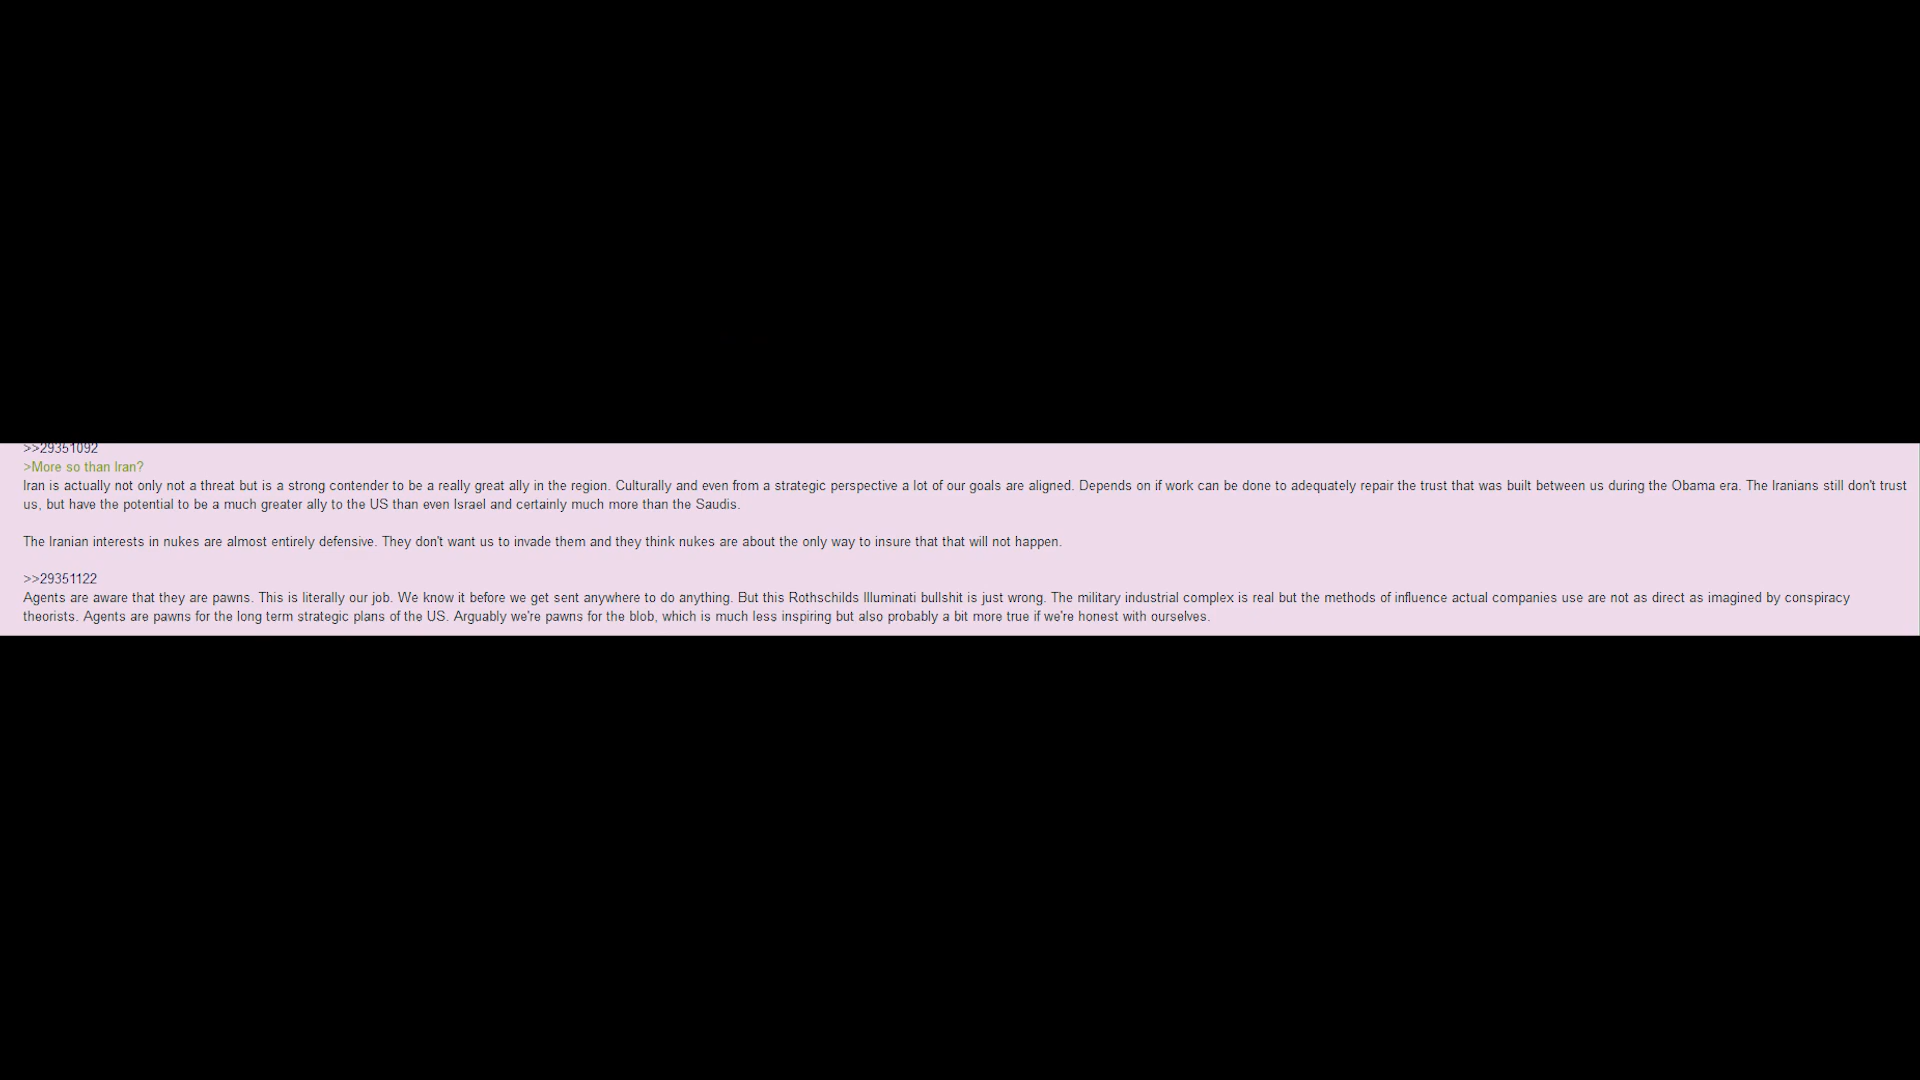 >>29351092
>More so than Iran?
Iran is actually not only not a threat but is a strong contender to be a really great ally in the region. Culturally and even from a strategic perspective a lot of our goals are aligned. Depends on if work can be done to adequately repair the trust that was built between us during the Obama era. The Iranians still don't trust
us, but have the potential to be a much greater ally to the US than even Israel and certainly much more than the Saudis.
The Iranian interests in nukes are almost entirely defensive. They don't want us to invade them and they think nukes are about the only way to insure that that will not happen.
>>29351122
Agents are aware that they are pawns. This is literally our job. We know it before we get sent anywhere to do anything. But this Rothschilds Illuminati bullshit is just wrong. The military industrial complex is real but the methods of influence actual companies use are not as direct as imagined by conspiracy
theorists. Agents are pawns for the long term strategic plans of the US. Arguably we're pawns for the blob, which is much less inspiring but also probably a bit more true if we're honest with ourselves.